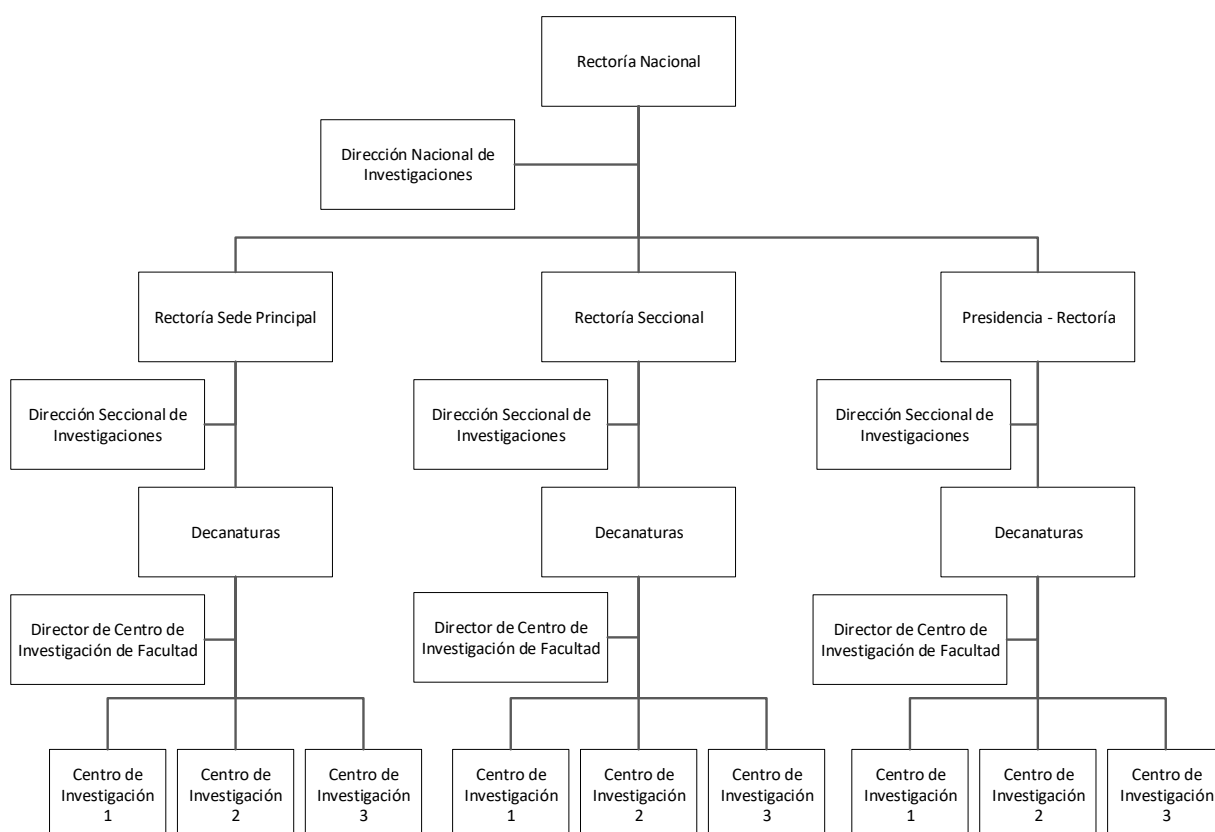 Rectoría Nacional
Dirección Nacional de
Investigaciones
Rectoría Sede Principal
Rectoría Seccional
Presidencia - Rectoría
Dirección Seccional de
Investigaciones
Dirección Seccional de
Investigaciones
Dirección Seccional de
Investigaciones
Decanaturas
Decanaturas
Decanaturas
Director de Centro de
Investigación de Facultad
Director de Centro de
Investigación de Facultad
Director de Centro de
Investigación de Facultad
Centro de
Investigación
1
Centro de
Investigación
2
Centro de
Investigación
3
Centro de
Investigación
1
Centro de
Investigación
2
Centro de
Investigación
3
Centro de
Investigación
1
Centro de
Investigación
2
Centro de
Investigación
3